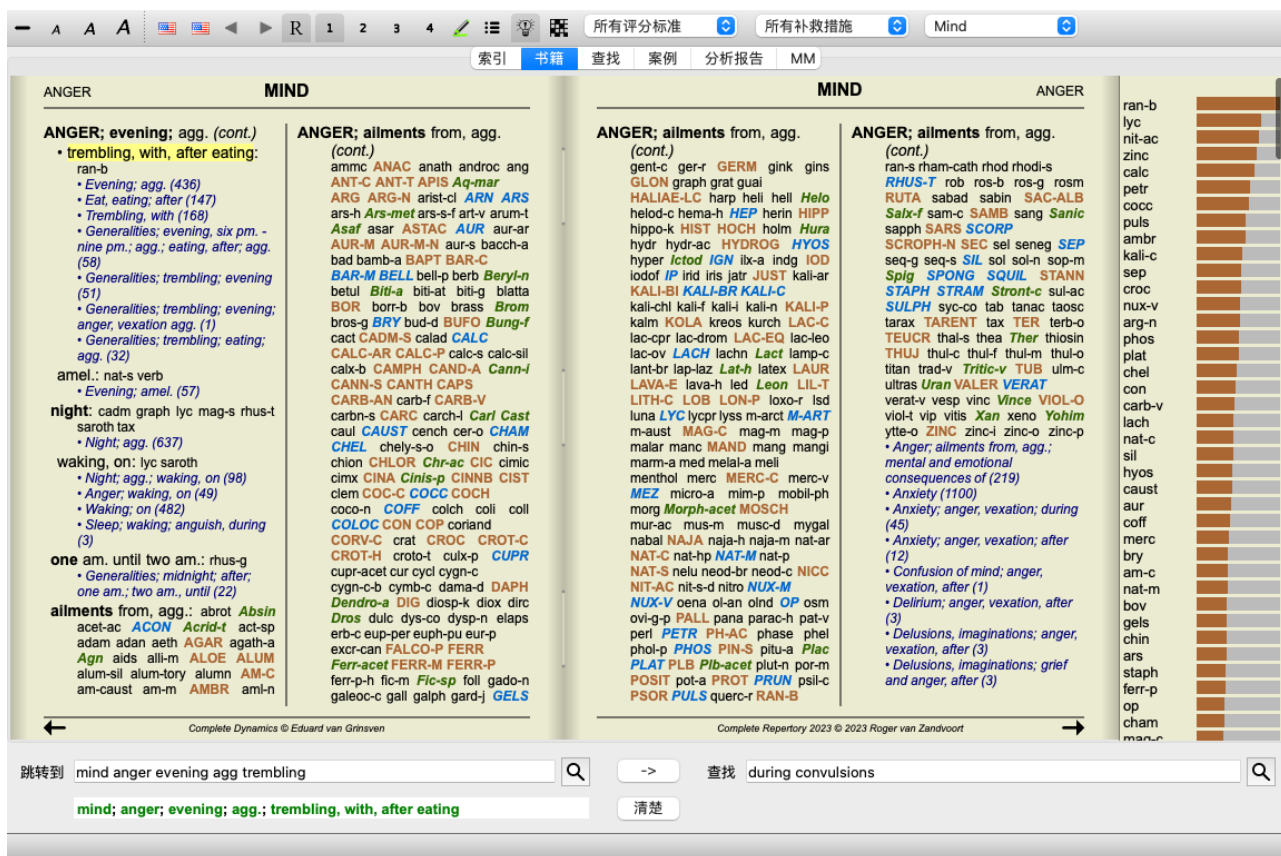 A A A R 1 2 3 4 所有评分标准 所有补救措施 Mind
索引 书籍 查找 案例 分析报告 MM
ANGER MIND
ANGER; evening; agg. (cont.)
• trembling, with, after eating:
ran-b
• Evening; agg. (436)
• Eat, eating; after (147)
• Trembling, with (168)
• Generalities; evening, six pm. -
nine pm.; agg.; eating, after; agg.
(58)
• Generalities; trembling; evening
(51)
• Generalities; trembling; evening;
anger, vexation agg. (1)
• Generalities; trembling; eating;
agg. (32)
amel.: nat-s verb
• Evening; amel. (57)
night: cadm graph lyc mag-s rhus-t
saroth tax
• Night; agg. (637)
waking, on: lyc saroth
• Night; agg.; waking, on (98)
• Anger; waking, on (49)
• Waking; on (482)
• Sleep; waking; anguish, during
(3)
one am. until two am.: rhus-g
• Generalities; midnight; after;
one am.; two am., until (22)
ailments from, agg.: abrot Absin
acet-ac ACON Acrid-t act-sp
adam adan aeth AGAR agath-a
Agn aids alli-m ALOE ALUM
alum-sil alum-tory alumn AM-C
am-caust am-m AMBR aml-n
ANGER; ailments from, agg.
(cont.)
ammc ANAC anath androc ang
ANT-C ANT-T APIS Aq-mar
ARG ARG-N arist-cl ARN ARS
ars-h Ars-met ars-s-f art-v arum-t
Asaf asar ASTAC AUR aur-ar
AUR-M AUR-M-N aur-s bacch-a
bad bamb-a BAPT BAR-C
BAR-M BELL bell-p berb Beryl-n
betul Biti-a biti-at biti-g blatta
BOR borr-b bov brass Brom
bros-g BRY bud-d BUFO Bung-f
cact CADM-S calad CALC
CALC-AR CALC-P calc-s calc-sil
calx-b CAMPH CAND-A Cann-i
CANN-S CANTH CAPS
CARB-AN carb-f CARB-V
carbn-s CARC carch-l Carl Cast
caul CAUST cench cer-o CHAM
CHEL chely-s-o CHIN chin-s
chion CHLOR Chr-ac CIC cimic
cimx CINA Cinis-p CINNB CIST
clem COC-C COCC COCH
coco-n COFF colch coli coll
COLOC CON COP coriand
CORV-C crat CROC CROT-C
CROT-H croto-t culx-p CUPR
cupr-acet cur cycl cygn-c
cygn-c-b cymb-c dama-d DAPH
Dendro-a DIG diosp-k diox dirc
Dros dulc dys-co dysp-n elaps
erb-c eup-per euph-pu eur-p
excr-can FALCO-P FERR
Ferr-acet FERR-M FERR-P
ferr-p-h fic-m Fic-sp foll gado-n
galeoc-c gall galph gard-j GELS
Complete Dynamics © Eduard van Grinsven
MIND ANGER
ANGER; ailments from, agg.
(cont.)
gent-c ger-r GERM gink gins
GLON graph grat guai
HALIAE-LC harp heli hell Helo
helod-c hema-h HEP herin HIPP
hippo-k HIST HOCH holm Hura
hydr hydr-ac HYDROG HYOS
hyper Ictod IGN ilx-a indg IOD
iodof IP irid iris jatr JUST kali-ar
KALI-BI KALI-BR KALI-C
kali-chl kali-f kali-i kali-n KALI-P
kalm KOLA kreos kurch LAC-C
lac-cpr lac-drom LAC-EQ lac-leo
lac-ov LACH lachn Lact lamp-c
lant-br lap-laz Lat-h latex LAUR
LAVA-E lava-h led Leon LIL-T
LITH-C LOB LON-P loxo-r lsd
luna LYC lycpr lyss m-arct M-ART
m-aust MAG-C mag-m mag-p
malar manc MAND mang mangi
marm-a med melal-a meli
menthol merc MERC-C merc-v
MEZ micro-a mim-p mobil-ph
morg Morph-acet MOSCH
mur-ac mus-m musc-d mygal
nabal NAJA naja-h naja-m nat-ar
NAT-C nat-hp NAT-M nat-p
NAT-S nelu neod-br neod-c NICC
NIT-AC nit-s-d nitro NUX-M
NUX-V oena ol-an olnd OP osm
ovi-g-p PALL pana parac-h pat-v
perl PETR PH-AC phase phel
phol-p PHOS PIN-S pitu-a Plac
PLAT PLB Plb-acet plut-n por-m
POSIT pot-a PROT PRUN psil-c
PSOR PULS querc-r RAN-B
ANGER; ailments from, agg.
(cont.)
ran-s rham-cath rhod rhodi-s
RHUS-T rob ros-b ros-g rosm
RUTA sabad sabin SAC-ALB
Salx-f sam-c SAMB sang Sanic
sapph SARS SCORP
SCROPH-N SEC sel seneg SEP
seq-g seq-s SIL sol sol-n sop-m
Spig SPONG SQUIL STANN
STAPH STRAM Stront-c sul-ac
SULPH syc-co tab tanac taosc
tarax TARENT tax TER terb-o
TEUCR thal-s thea Ther thiosin
THUJ thul-c thul-f thul-m thul-o
titan trad-v Tritic-v TUB ulm-c
ultras Uran VALER VERAT
verat-v vesp vinc Vince VIOL-O
viol-t vip vitis Xan xeno Yohim
ytte-o ZINC zinc-i zinc-o zinc-p
• Anger; ailments from, agg.;
mental and emotional
consequences of (219)
• Anxiety (1100)
• Anxiety; anger, vexation; during
(45)
• Anxiety; anger, vexation; after
(12)
• Confusion of mind; anger,
vexation, after (1)
• Delirium; anger, vexation, after
(3)
• Delusions, imaginations; anger,
vexation, after (3)
• Delusions, imaginations; grief
and anger, after (3)
Complete Repertory 2023 © 2023 Roger van Zandvoort
ran-b
lyc
nit-ac
zinc
calc
petr
cocc
puls
ambr
kali-c
sep
croc
nux-v
arg-n
phos
plat
chel
con
carb-v
lach
nat-c
sil
hyos
caust
aur
coff
merc
bry
am-c
nat-m
bov
gels
chin
ars
staph
ferr-p
op
cham
mag-c
跳转到 mind anger evening agg trembling -> 查找 during convulsions
mind; anger; evening; agg.; trembling, with, after eating 清楚